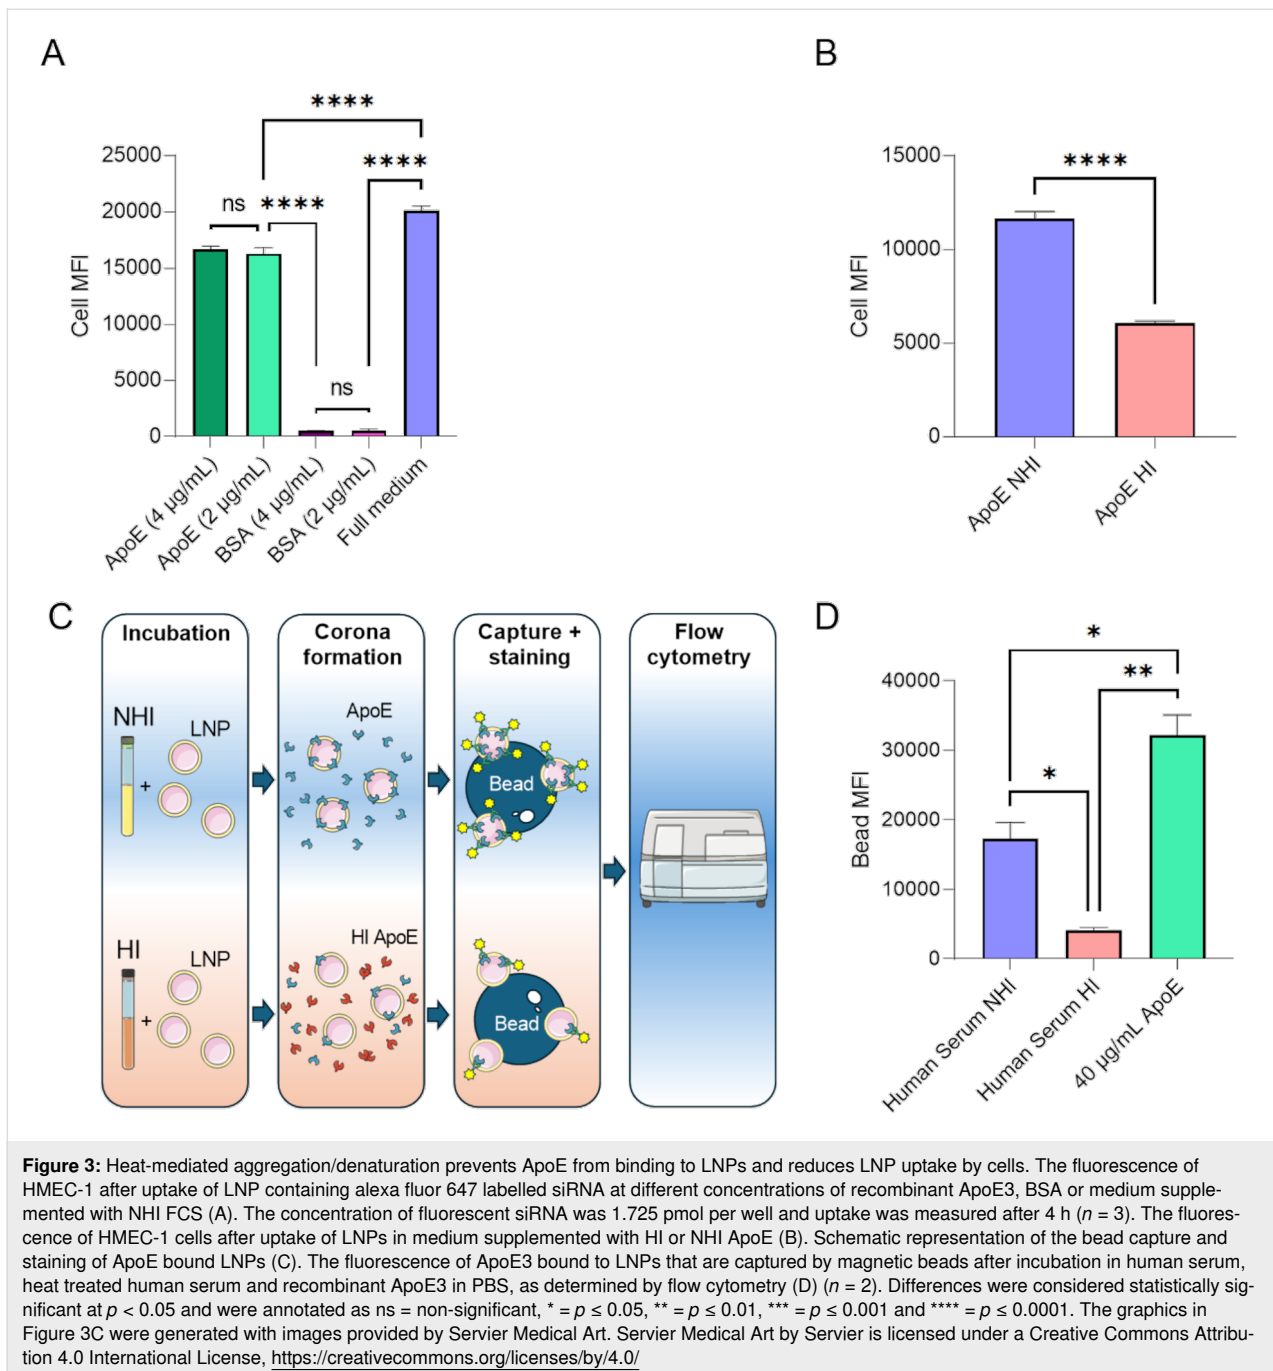 A
****
****
ns
****
ns
25000
20000
15000
10000
5000
0
Cell MFI
ApoE (4 µg/mL)
ApoE (2 µg/mL)
BSA (4 µg/mL)
BSA (2 µg/mL)
Full medium
B
****
15000
10000
5000
0
Cell MFI
ApoE NHI
ApoE HI
C
Incubation
NHI
LNP
+
HI
LNP
+
Corona
formation
ApoE
HI ApoE
Capture +
staining
Bead
Bead
Flow
cytometry
D
*
**
*
40000
30000
20000
10000
0
Bead MFI
Human Serum NHI
Human Serum HI
40 µg/mL ApoE
Figure 3: Heat-mediated aggregation/denaturation prevents ApoE from binding to LNPs and reduces LNP uptake by cells. The fluorescence of
HMEC-1 after uptake of LNP containing alexa fluor 647 labelled siRNA at different concentrations of recombinant ApoE3, BSA or medium supple-
mented with NHI FCS (A). The concentration of fluorescent siRNA was 1.725 pmol per well and uptake was measured after 4 h (n = 3). The fluores-
cence of HMEC-1 cells after uptake of LNPs in medium supplemented with HI or NHI ApoE (B). Schematic representation of the bead capture and
staining of ApoE bound LNPs (C). The fluorescence of ApoE3 bound to LNPs that are captured by magnetic beads after incubation in human serum,
heat treated human serum and recombinant ApoE3 in PBS, as determined by flow cytometry (D) (n = 2). Differences were considered statistically sig-
nificant at p < 0.05 and were annotated as ns = non-significant, * = p ≤ 0.05, ** = p ≤ 0.01, *** = p ≤ 0.001 and **** = p ≤ 0.0001. The graphics in
Figure 3C were generated with images provided by Servier Medical Art. Servier Medical Art by Servier is licensed under a Creative Commons Attribu-
tion 4.0 International License, https://creativecommons.org/licenses/by/4.0/